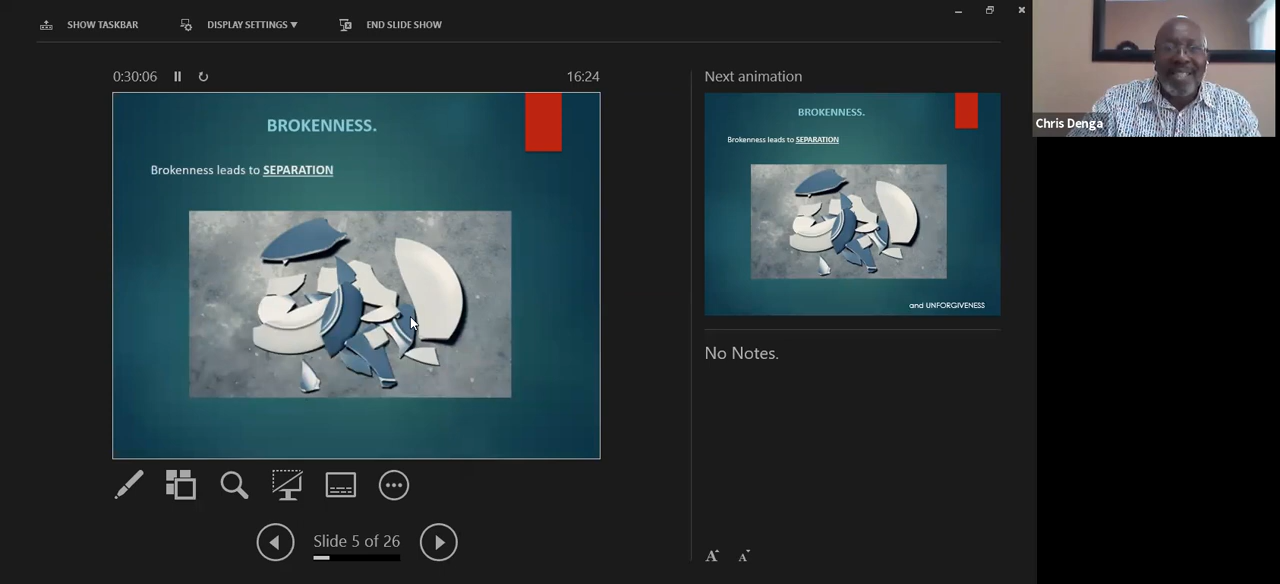 SHOW TASKBAR
DISPLAY SETTINGS ▼
END SLIDE SHOW
0:30:06
16:24
BROKENNESS.
Brokenness leads to SEPARATION
Slide 5 of 26
Next animation
BROKENNESS.
Brokenness leads to SEPARATION
and UNFORGIVENESS
No Notes.
A A
Chris Denga